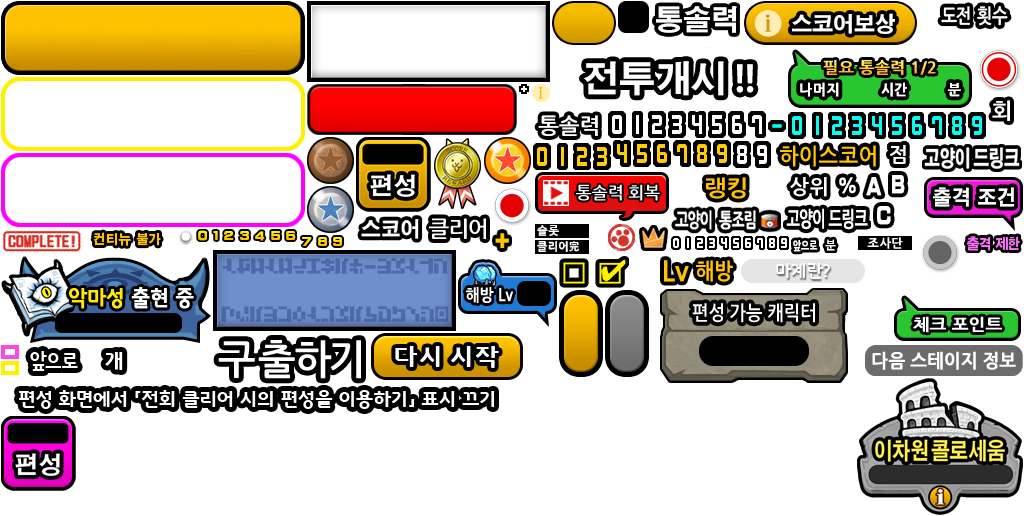 통솔력
스코어보상
도전 횟수
전투개시 !!
필요 통솔력 1/2
나머지 시간 분
회
통솔력 01234567-0123456789
0123456789 89
하이스코어 점
고양이 드링크
편성
통솔력 회복
랭킹
상위 % A B
출격 조건
고양이 통조림
고양이 드링크 C
스코어 클리어
슬롯
클리어完
0123456789
앞으로 분
조사단
출격 제한
COMPLETE!
컨티뉴 불가
0123456789
악마성 출현 중
해방 Lv
Lv 해방
마계란?
편성 가능 캐릭터
체크 포인트
앞으로 개
구출하기
다시 시작
다음 스테이지 정보
편성 화면에서 「전회 클리어 시의 편성을 이용하기」 표시 끄기
편성
이차원 콜로세움